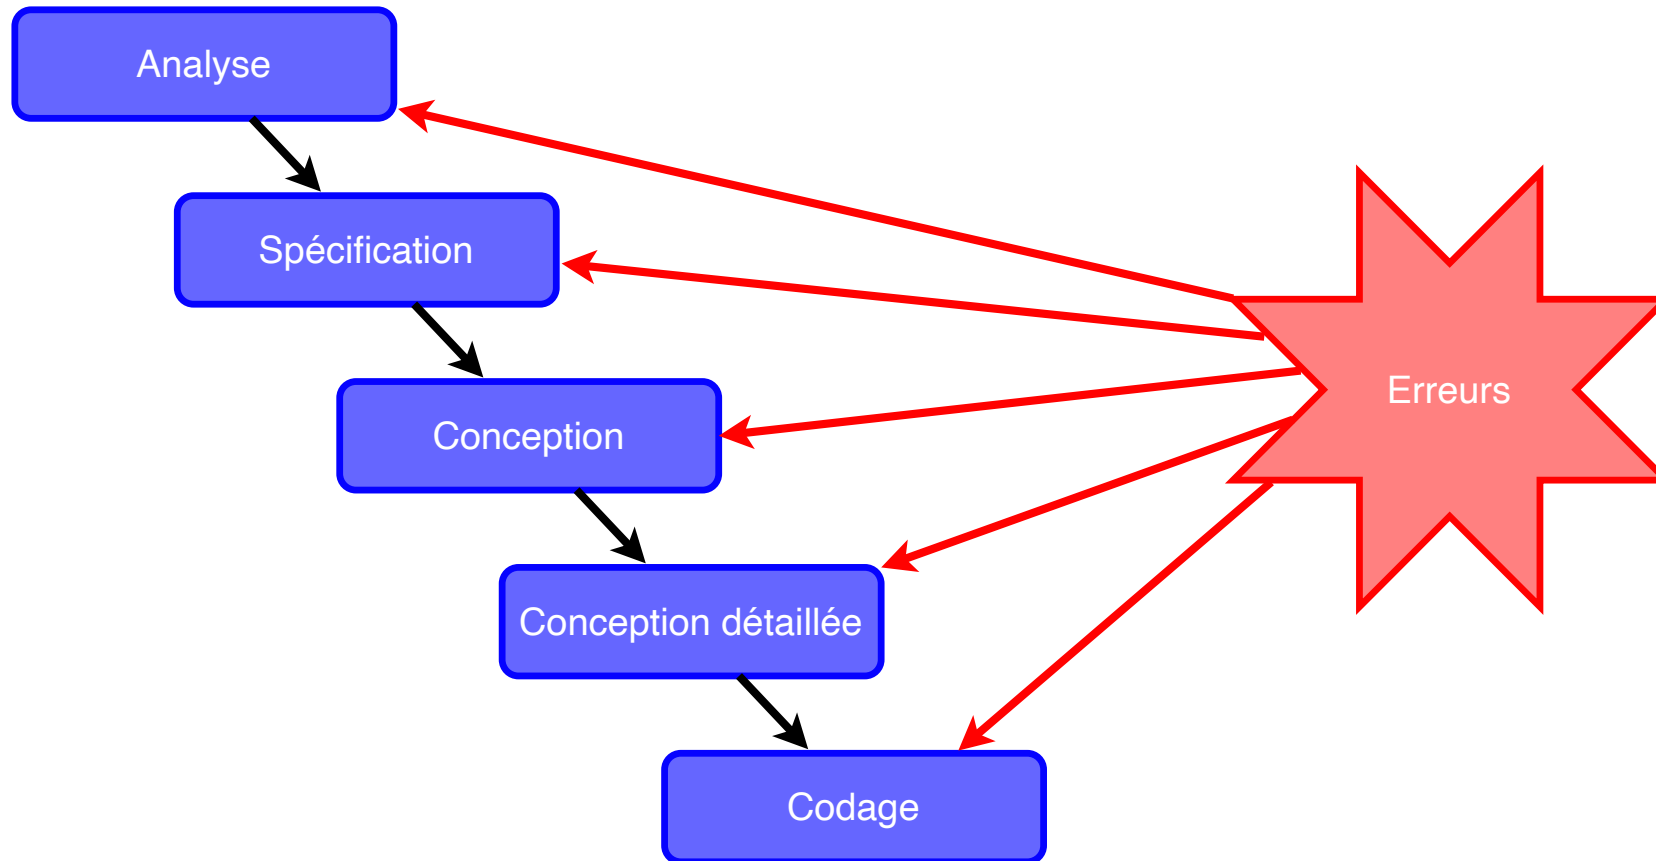 Analyse
Spécification
Conception
Erreurs
Conception détaillée
Codage